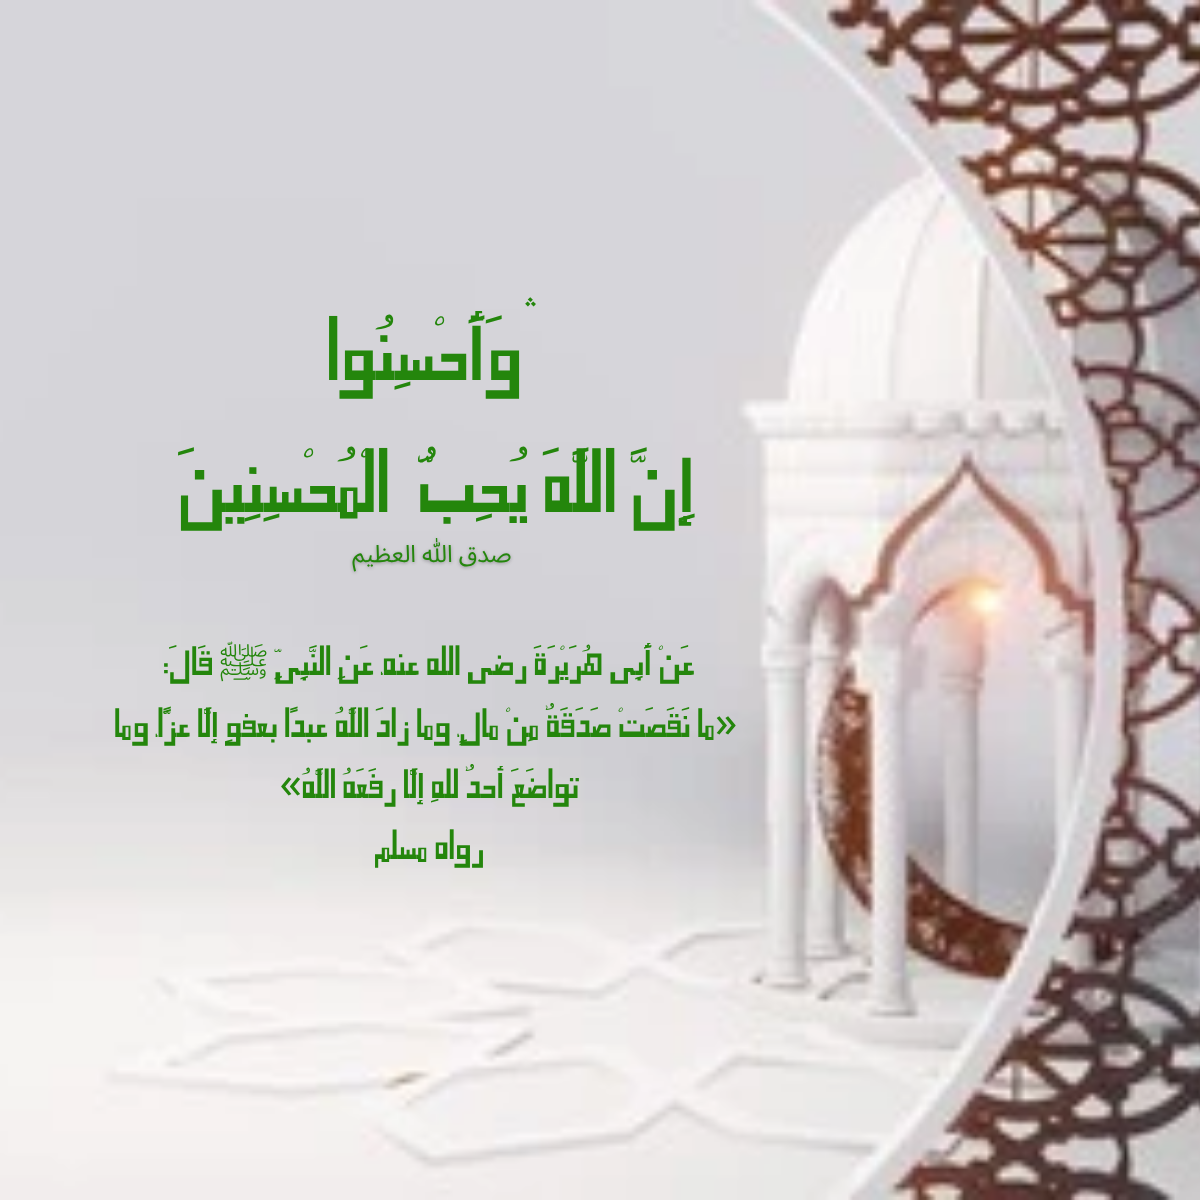 وَأَحْسِنُوا ۛ
إِنَّ اللَّهَ يُحِبُّ الْمُحْسِنِينَ
صدق الله العظيم
عَنْ أَبِي هُرَيْرَةَ رضى الله عنه عَنِ النَّبِيِّ ﷺ قَالَ:
«ما نَقَصَتْ صَدَقَةٌ مِنْ مالٍ، وما زادَ اللَّهُ عبدًا بعفوٍ إلَّا عزًّا، وما
تواضَعَ أحدٌ للهِ إلَّا رفَعَهُ اللَّهُ»
رواه مسلم